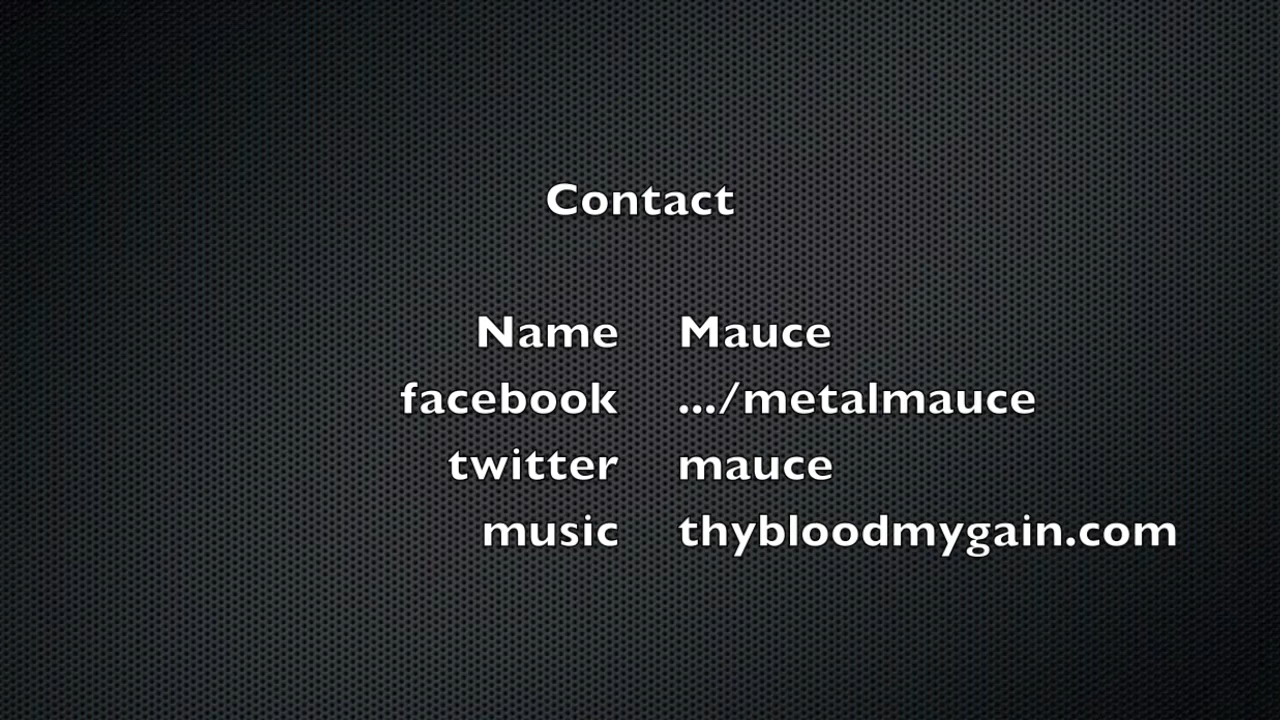 Contact
Name Mauce
facebook .../metalmauce
twitter mauce
music thybloodmygain.com